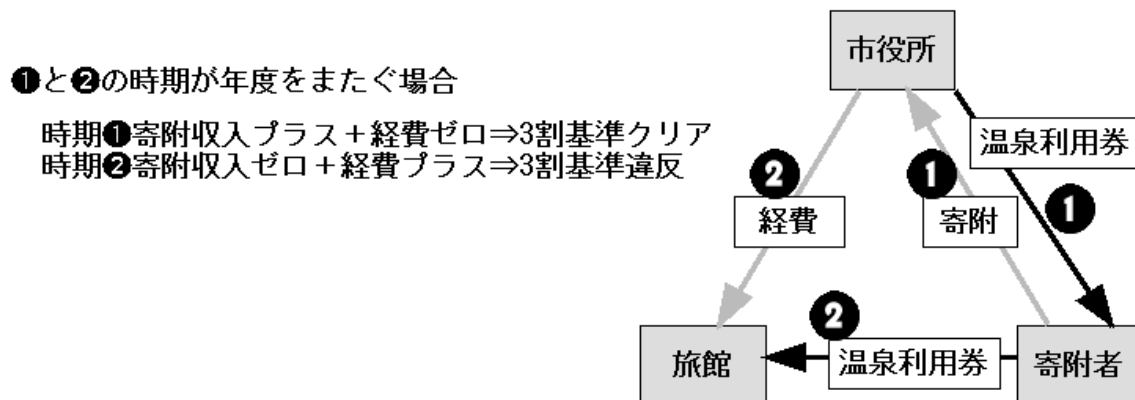 ❶と❷の時期が年度をまたぐ場合
時期❶寄附収入プラス＋経費ゼロ⇒3割基準クリア
時期❷寄附収入ゼロ＋経費プラス⇒3割基準違反
市役所
温泉利用券
❷
❶
❶
経費
寄附
❷
旅館
温泉利用券
寄附者